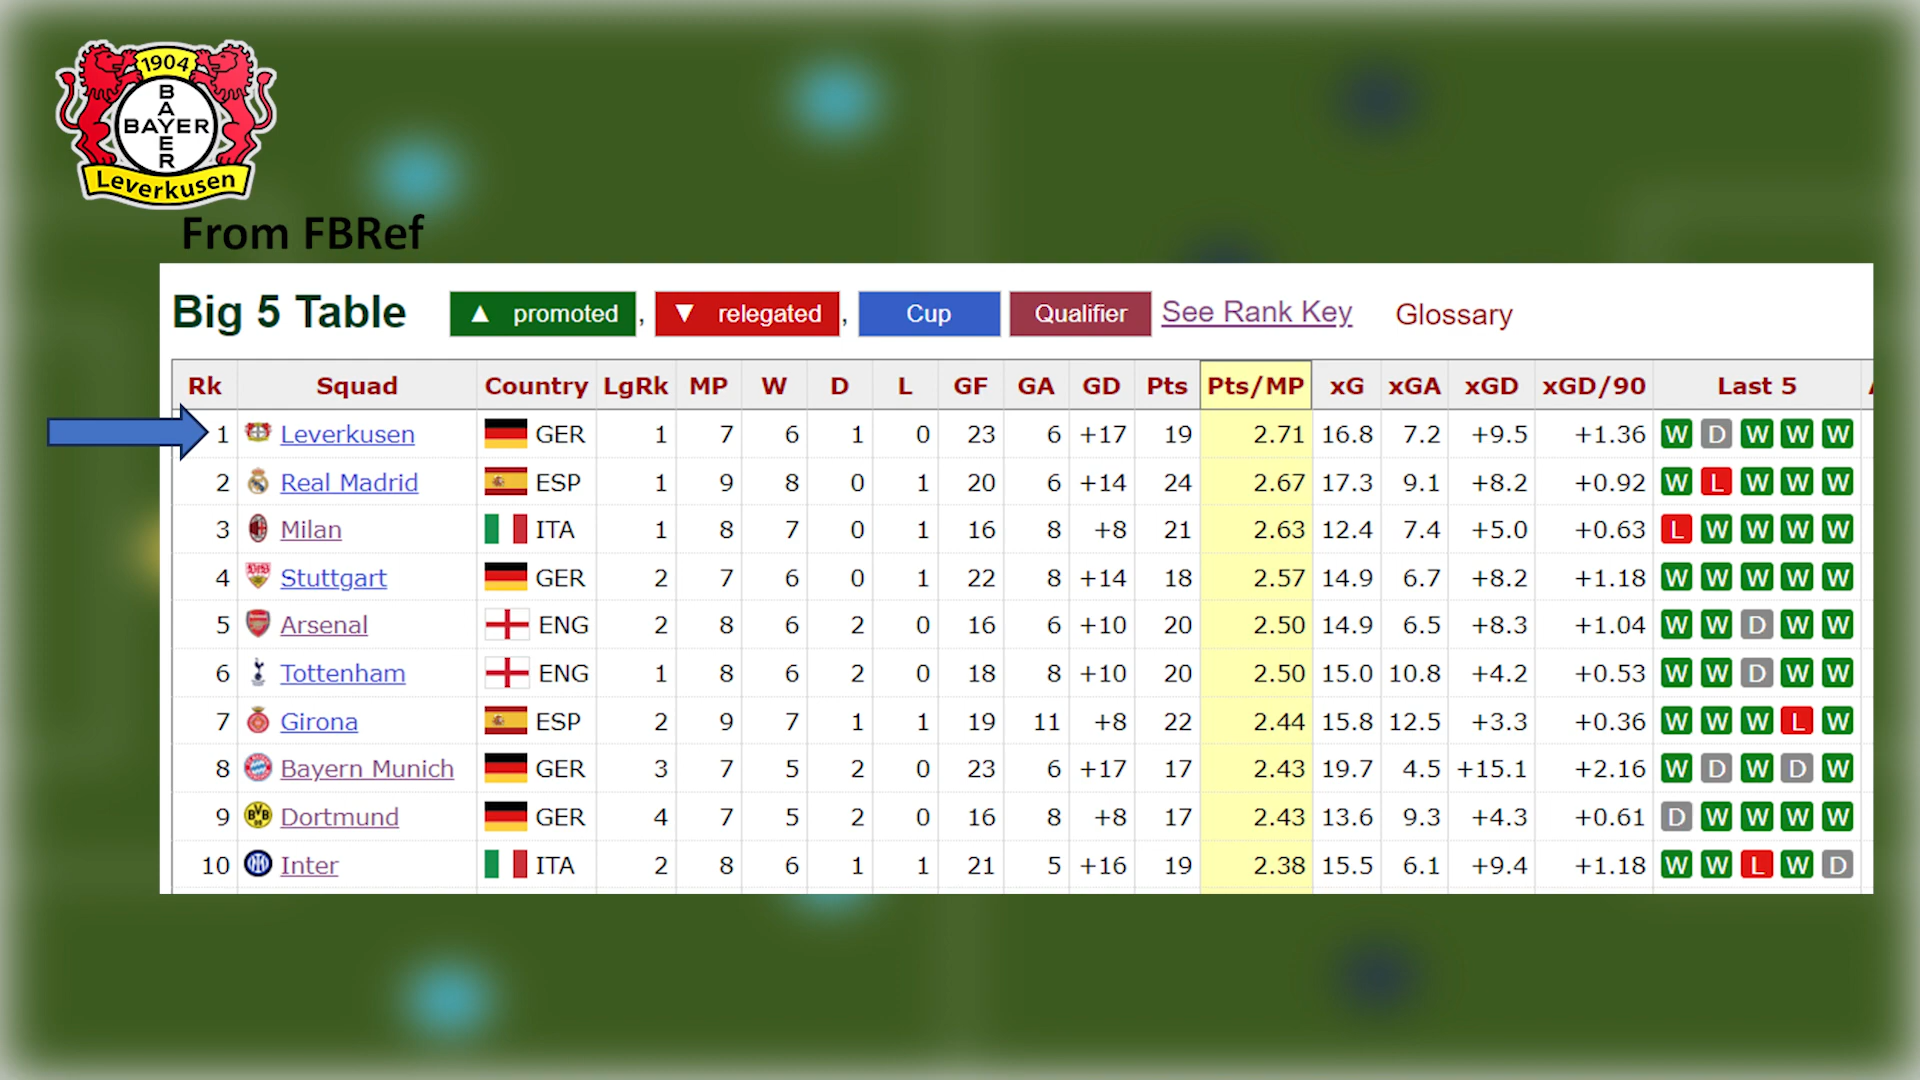 1904
BAYER
BAYER
Leverkusen
From FBRef
Big 5 Table ▲ promoted , ▼ relegated , Cup Qualifier See Rank Key Glossary
Rk Squad Country LgRk MP W D L GF GA GD Pts Pts/MP xG xGA xGD xGD/90 Last 5
1 Leverkusen GER 1 7 6 1 0 23 6 +17 19 2.71 16.8 7.2 +9.5 +1.36 W D W W W
2 Real Madrid ESP 1 9 8 0 1 20 6 +14 24 2.67 17.3 9.1 +8.2 +0.92 W L W W W
3 Milan ITA 1 8 7 0 1 16 8 +8 21 2.63 12.4 7.4 +5.0 +0.63 L W W W W
4 Stuttgart GER 2 7 6 0 1 22 8 +14 18 2.57 14.9 6.7 +8.2 +1.18 W W W W W
5 Arsenal ENG 2 8 6 2 0 16 6 +10 20 2.50 14.9 6.5 +8.3 +1.04 W W D W W
6 Tottenham ENG 1 8 6 2 0 18 8 +10 20 2.50 15.0 10.8 +4.2 +0.53 W W D W W
7 Girona ESP 2 9 7 1 1 19 11 +8 22 2.44 15.8 12.5 +3.3 +0.36 W W W L W
8 Bayern Munich GER 3 7 5 2 0 23 6 +17 17 2.43 19.7 4.5 +15.1 +2.16 W D W D W
9 Dortmund GER 4 7 5 2 0 16 8 +8 17 2.43 13.6 9.3 +4.3 +0.61 D W W W W
10 Inter ITA 2 8 6 1 1 21 5 +16 19 2.38 15.5 6.1 +9.4 +1.18 W W L W D